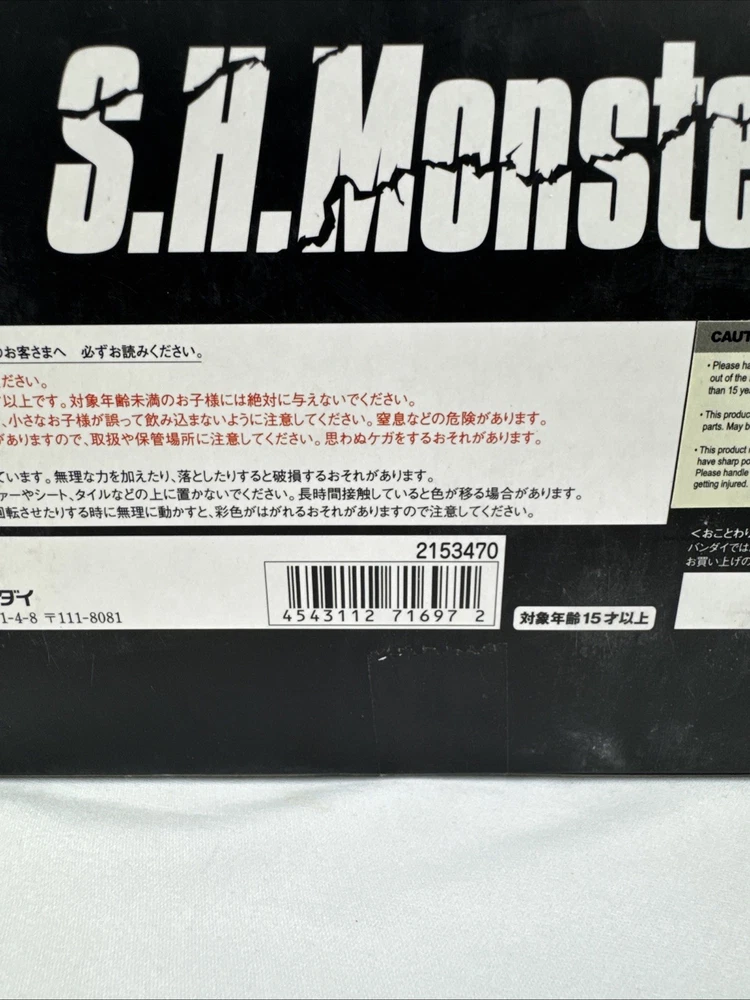 S.H.Monste
のお客さまへ 必ずお読みください。
ださい。
以上です。対象年齢未満のお子様には絶対に与えないでください。
、小さなお子様が誤って飲み込まないように注意してください。窒息などの危険があります。
がありますので、取扱や保管場所に注意してください。思わぬケガをするおそれがあります。
ています。無理な力を加えたり、落としたりすると破損するおそれがあります。
ァーやシート、タイルなどの上に置かないでください。長時間接触していると色が移る場合があります。
回転させたりする時に無理に動かすと、彩色がはがれるおそれがありますので注意してください。
CAUT
• Please ha
out of the
than 15 ye
• This produc
parts. May b
• This product
have sharp po
Please handle
getting injured.
2153470
4543112 716972
ダイ
1-4-8 〒111-8081
対象年齢15才以上
＜おことわり
バンダイでは
お買い上げの